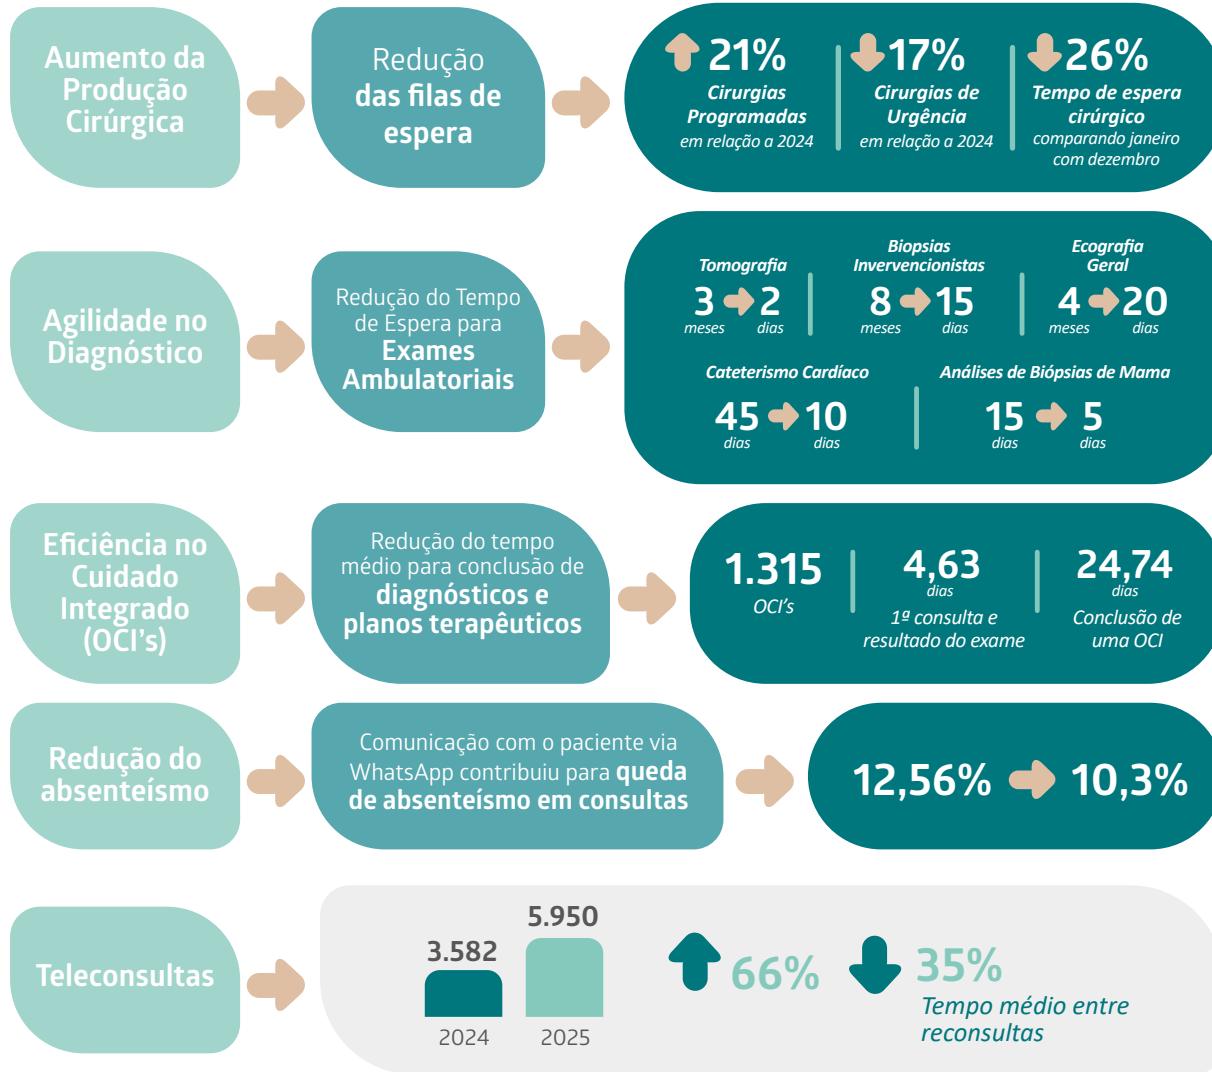 Aumento da
Produção
Cirúrgica
Redução
das filas de
espera
21%
Cirurgias
Programadas
em relação a 2024
17%
Cirurgias de
Urgência
em relação a 2024
26%
Tempo de espera
cirúrgico
comparando janeiro
com dezembro
Agilidade no
Diagnóstico
Redução do Tempo
de Espera para
Exames
Ambulatoriais
Tomografia
3 2
meses dias
Biopsias
Invervencionistas
8 15
meses dias
Ecografia
Geral
4 20
meses dias
Cateterismo Cardíaco
45 10
dias dias
Análises de Biópsias de Mama
15 5
dias dias
Eficiência no
Cuidado
Integrado
(OCI's)
Redução do tempo
médio para conclusão de
diagnósticos e
planos terapêuticos
1.315
OCI's
4,63
dias
1ª consulta e
resultado do exame
24,74
dias
Conclusão de
uma OCI
Redução do
absenteísmo
Comunicação com o paciente via
WhatsApp contribuiu para queda
de absenteísmo em consultas
12,56% 10,3%
Teleconsultas
3.582
2024
5.950
2025
66%
35%
Tempo médio entre
reconsultas